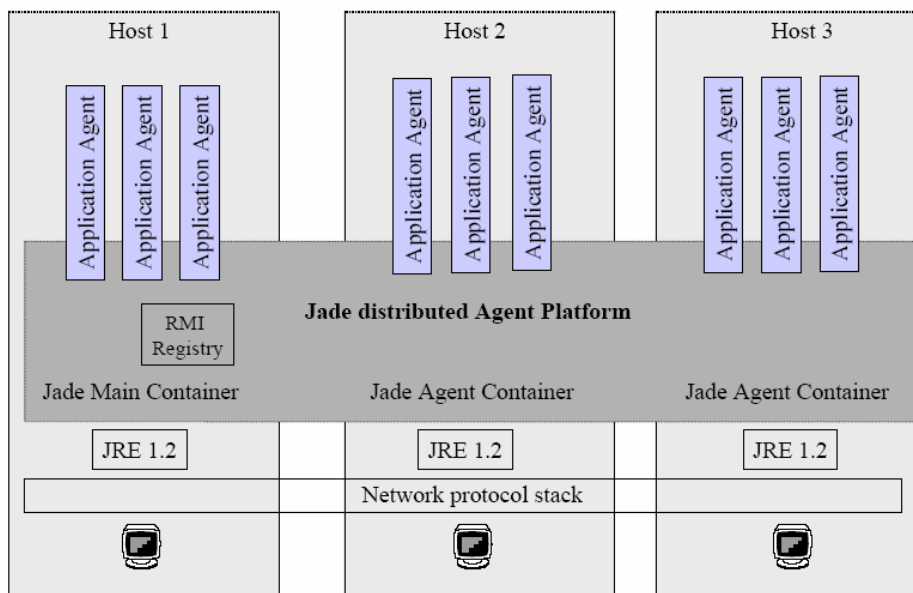 Host 1
Host 2
Host 3
Application Agent
Application Agent
Application Agent
Application Agent
Application Agent
Application Agent
Application Agent
Application Agent
Application Agent
Jade distributed Agent Platform
RMI
Registry
Jade Main Container
Jade Agent Container
Jade Agent Container
JRE 1.2
JRE 1.2
JRE 1.2
Network protocol stack